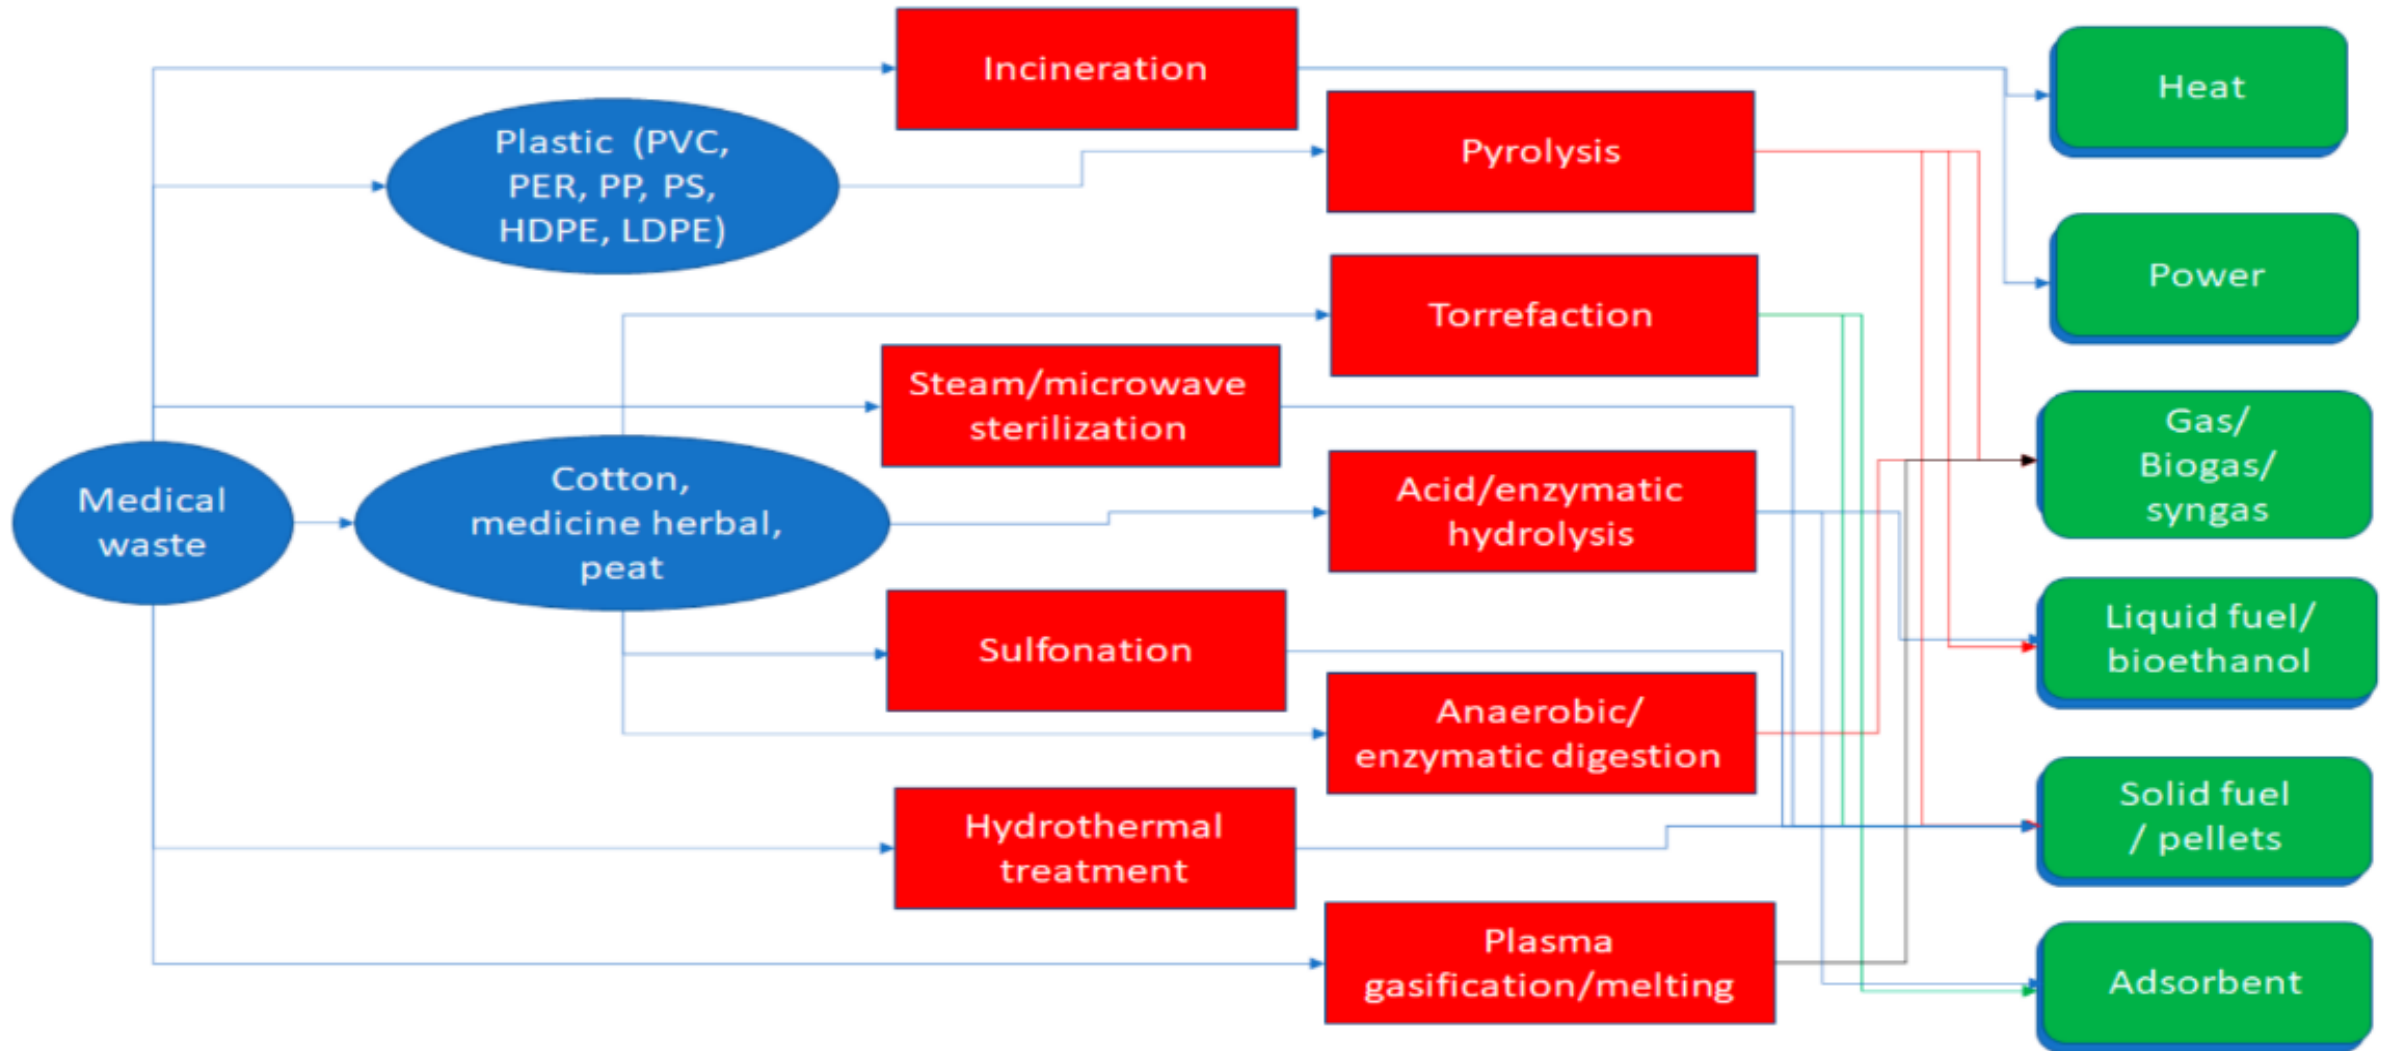 Incineration
Heat
Plastic (PVC,
PER, PP, PS,
HDPE, LDPE)
Pyrolysis
Power
Torrefaction
Steam/microwave
sterilization
Gas/
Biogas/
syngas
Medical
waste
Cotton,
medicine herbal,
peat
Acid/enzymatic
hydrolysis
Liquid fuel/
bioethanol
Sulfonation
Anaerobic/
enzymatic digestion
Solid fuel
/ pellets
Hydrothermal
treatment
Plasma
gasification/melting
Adsorbent